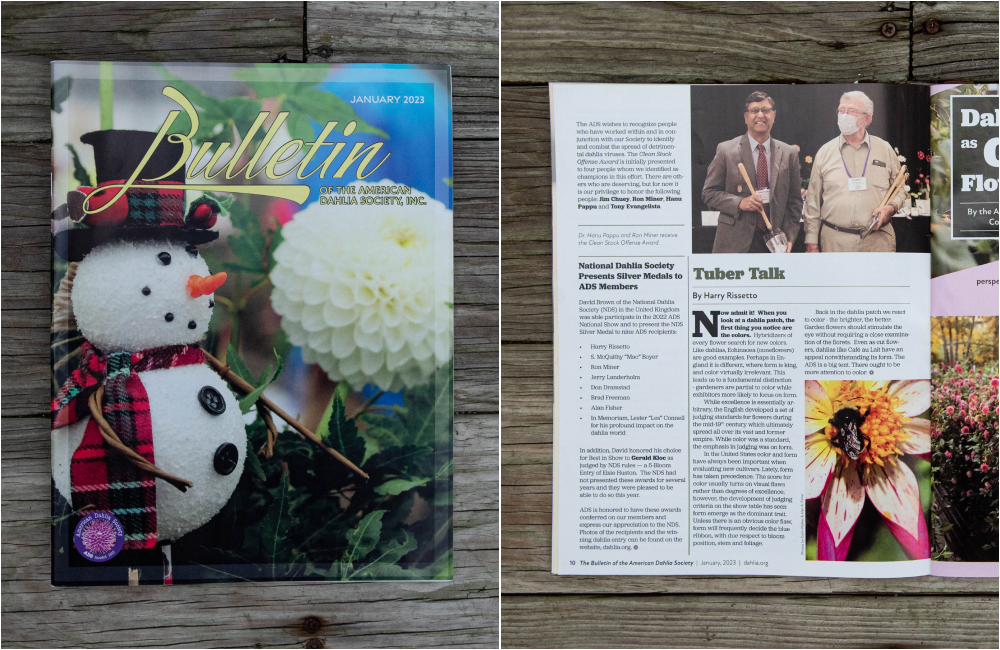 JANUARY 2023
Bulletin
OF THE AMERICAN
DAHLIA SOCIETY, INC.
American Dahlia Society
The ADS wishes to recognize people
who have worked within and in con-
junction with our Society to identify
and combat the spread of detrimen-
tal dahlia viruses. The Clean Stock
Offense Award is initially presented
to four people whom we identified as
champions in this effort. There are oth-
ers who are deserving, but for now it
is our privilege to honor the following
people: Jim Chuey, Ron Miner, Hanu
Pappu and Tony Evangelista.
Dr. Hanu Pappu and Ron Miner receive
the Clean Stock Offense Award.
National Dahlia Society
Presents Silver Medals to
ADS Members
David Brown of the National Dahlia
Society (NDS) in the United Kingdom
was able participate in the 2022 ADS
National Show and to present the NDS
Silver Medal to nine ADS recipients:
• Harry Rissetto
• S. McQuilty "Mac" Boyer
• Ron Miner
• Jerry Landerholm
• Don Dramstad
• Brad Freeman
• Alan Fisher
• In Memoriam, Lester "Les" Connell
for his profound impact on the
dahlia world
In addition, David honored his choice
for Best in Show to Gerald Kloc as
judged by NDS rules — a 5-Bloom
Entry of Elsie Huston. The NDS had
not presented these awards for several
years and they were pleased to be
able to do so this year.
ADS is honored to have these awards
conferred on our members and
express our appreciation to the NDS.
Photos of the recipients and the win-
ning dahlia entry can be found on the
website, dahlia.org.
Tuber Talk
By Harry Rissetto
Now admit it! When you
look at a dahlia patch, the
first thing you notice are
the colors. Hybridizers of
every flower search for new colors.
Like dahlias, Echinacea (coneflowers)
are good examples. Perhaps in En-
gland it is different, where form is king,
and color virtually irrelevant. This
leads us to a fundamental distinction
- gardeners are partial to color while
exhibitors more likely to focus on form.
While excellence is essentially ar-
bitrary, the English developed a set of
judging standards for flowers during
the mid-19th century which ultimately
spread all over its vast and former
empire. While color was a standard,
the emphasis in judging was on form.
In the United States color and form
have always been important when
evaluating new cultivars. Lately, form
has taken precedence. The score for
color usually turns on visual flaws
rather than degrees of excellence;
however, the development of judging
criteria on the show table has seen
form emerge as the dominant trait.
Unless there is an obvious color flaw,
form will frequently decide the blue
ribbon, with due respect to bloom
position, stem and foliage.
Back in the dahlia patch we react
to color - the brighter, the better.
Garden flowers should stimulate the
eye without requiring a close examina-
tion of the florets. Even as cut flow-
ers, dahlias like Café au Lait have an
appeal notwithstanding its form. The
ADS is a big tent. There ought to be
more attention to color.
10 The Bulletin of the American Dahlia Society | January, 2023 | dahlia.org
Dal
as
Flo
By the A
Co
perspe